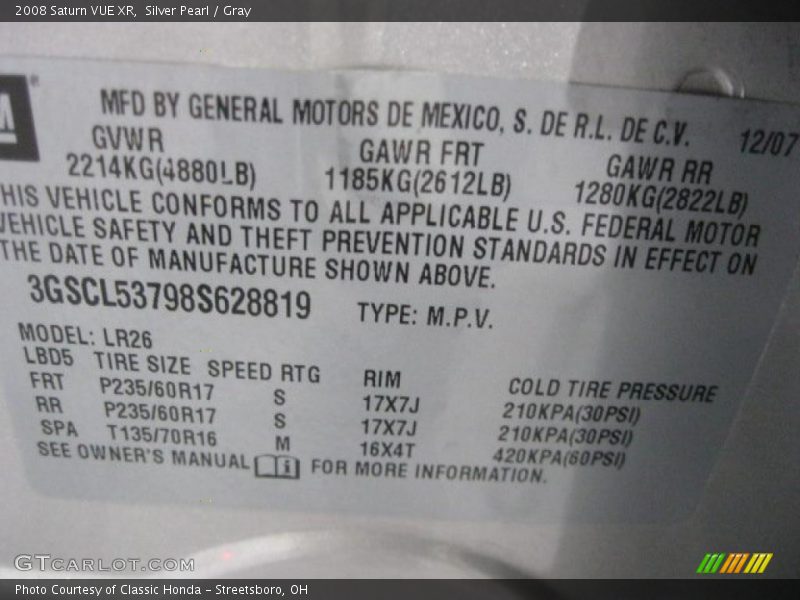 2008 Saturn VUE XR, Silver Pearl / Gray
M®
MFD BY GENERAL MOTORS DE MEXICO, S. DE R.L. DE C.V. 12/07
GVWR GAWR FRT GAWR RR
2214KG(4880LB) 1185KG(2612LB) 1280KG(2822LB)
HIS VEHICLE CONFORMS TO ALL APPLICABLE U.S. FEDERAL MOTOR
VEHICLE SAFETY AND THEFT PREVENTION STANDARDS IN EFFECT ON
THE DATE OF MANUFACTURE SHOWN ABOVE.
3GSCL53798S628819 TYPE: M.P.V.
MODEL: LR26
LBD5 TIRE SIZE SPEED RTG RIM COLD TIRE PRESSURE
FRT P235/60R17 S 17X7J 210KPA(30PSI)
RR P235/60R17 S 17X7J 210KPA(30PSI)
SPA T135/70R16 M 16X4T 420KPA(60PSI)
SEE OWNER'S MANUAL i FOR MORE INFORMATION.
GTCARLOT.COM
Photo Courtesy of Classic Honda – Streetsboro, OH